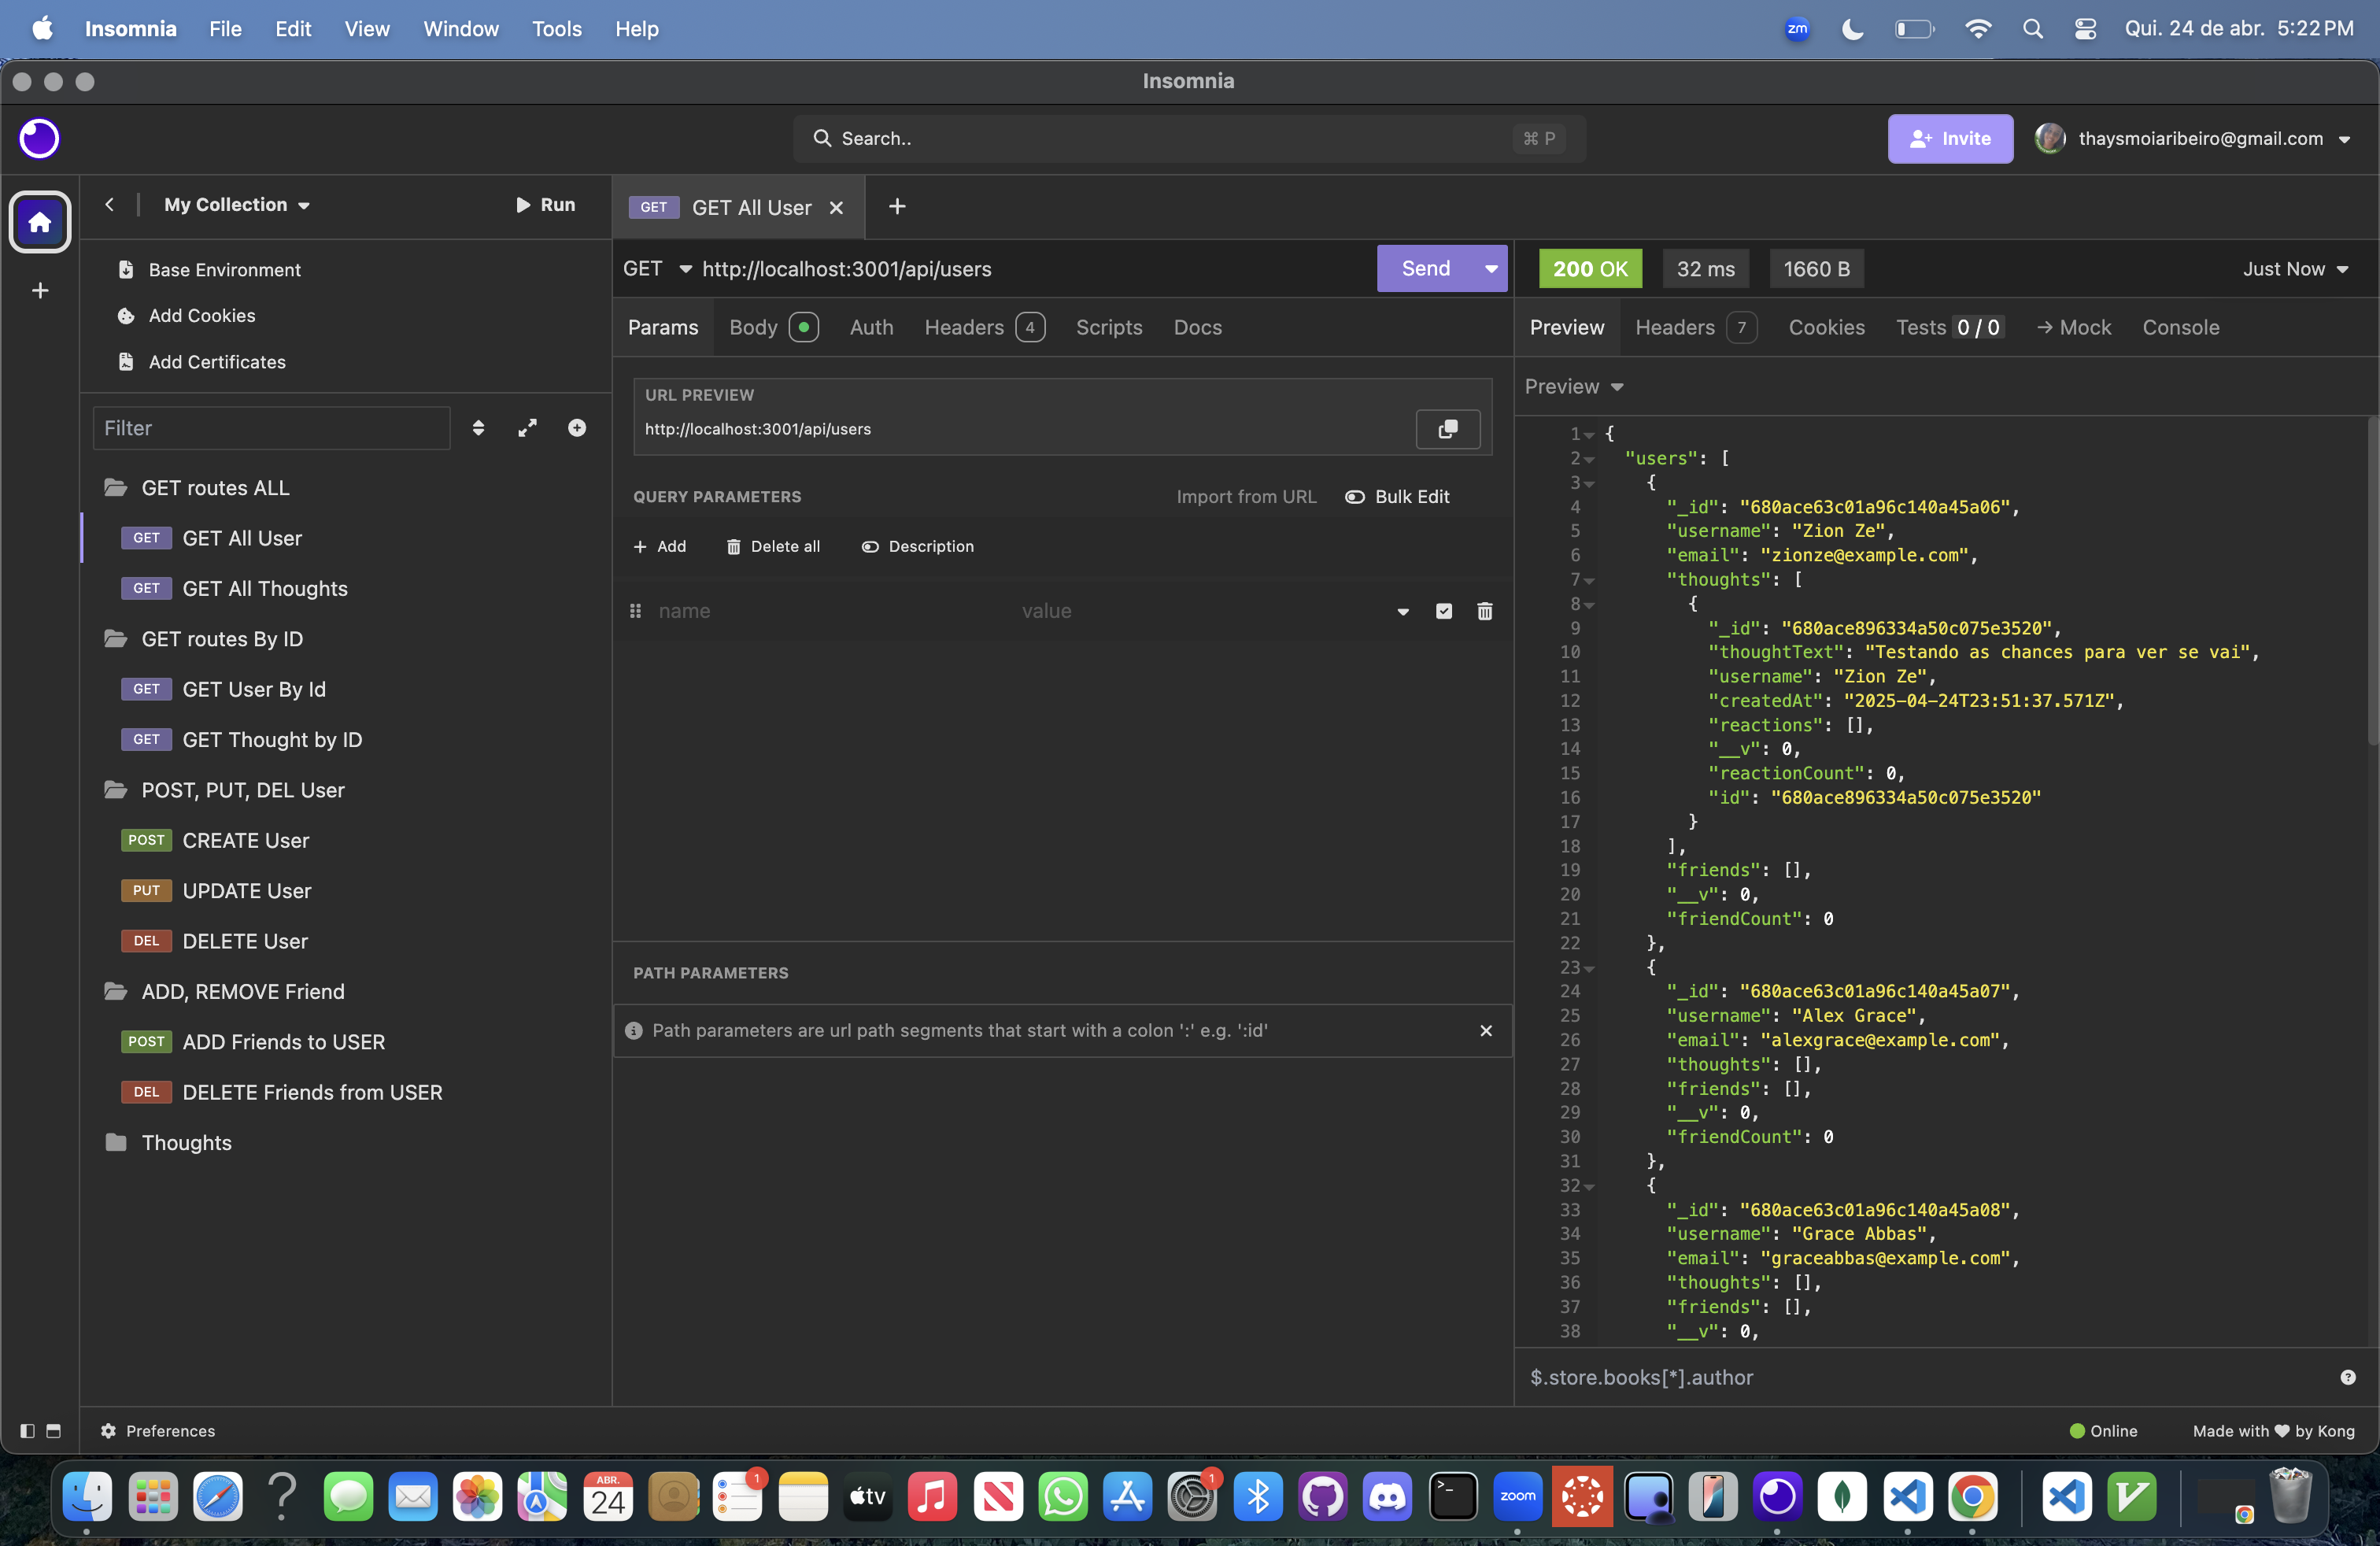 Insomnia File Edit View Window Tools Help zm Qui. 24 de abr. 5:22 PM
Insomnia
Search.. ⌘ P Invite thaysmoiaribeiro@gmail.com
My Collection Run
GET GET All User
Base Environment
Add Cookies
Add Certificates
Filter
GET routes ALL
GET GET All User
GET GET All Thoughts
GET routes By ID
GET GET User By Id
GET GET Thought by ID
POST, PUT, DEL User
POST CREATE User
PUT UPDATE User
DEL DELETE User
ADD, REMOVE Friend
POST ADD Friends to USER
DEL DELETE Friends from USER
Thoughts
GET http://localhost:3001/api/users Send
Params Body Auth Headers 4 Scripts Docs
URL PREVIEW
http://localhost:3001/api/users
QUERY PARAMETERS Import from URL Bulk Edit
+ Add Delete all Description
name value
PATH PARAMETERS
Path parameters are url path segments that start with a colon ':' e.g. ':id'
200 OK 32 ms 1660 B Just Now
Preview Headers 7 Cookies Tests 0 / 0 → Mock Console
Preview
1 {
2 "users": [
3 {
4 "_id": "680ace63c01a96c140a45a06",
5 "username": "Zion Ze",
6 "email": "zionze@example.com",
7 "thoughts": [
8 {
9 "_id": "680ace896334a50c075e3520",
10 "thoughtText": "Testando as chances para ver se vai",
11 "username": "Zion Ze",
12 "createdAt": "2025-04-24T23:51:37.571Z",
13 "reactions": [],
14 "__v": 0,
15 "reactionCount": 0,
16 "id": "680ace896334a50c075e3520"
17 }
18 ],
19 "friends": [],
20 "__v": 0,
21 "friendCount": 0
22 },
23 {
24 "_id": "680ace63c01a96c140a45a07",
25 "username": "Alex Grace",
26 "email": "alexgrace@example.com",
27 "thoughts": [],
28 "friends": [],
29 "__v": 0,
30 "friendCount": 0
31 },
32 {
33 "_id": "680ace63c01a96c140a45a08",
34 "username": "Grace Abbas",
35 "email": "graceabbas@example.com",
36 "thoughts": [],
37 "friends": [],
38 "__v": 0,
$.store.books[*].author
Preferences Online Made with ❤ by Kong
ABR.
24
1
tv
1
zoom